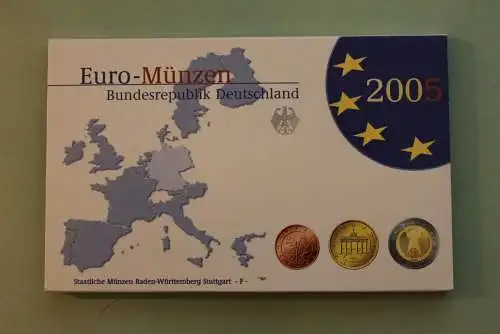 Euro-Münzen
Bundesrepublik Deutschland
2005
Staatliche Münzen Baden-Württemberg Stuttgart - F -